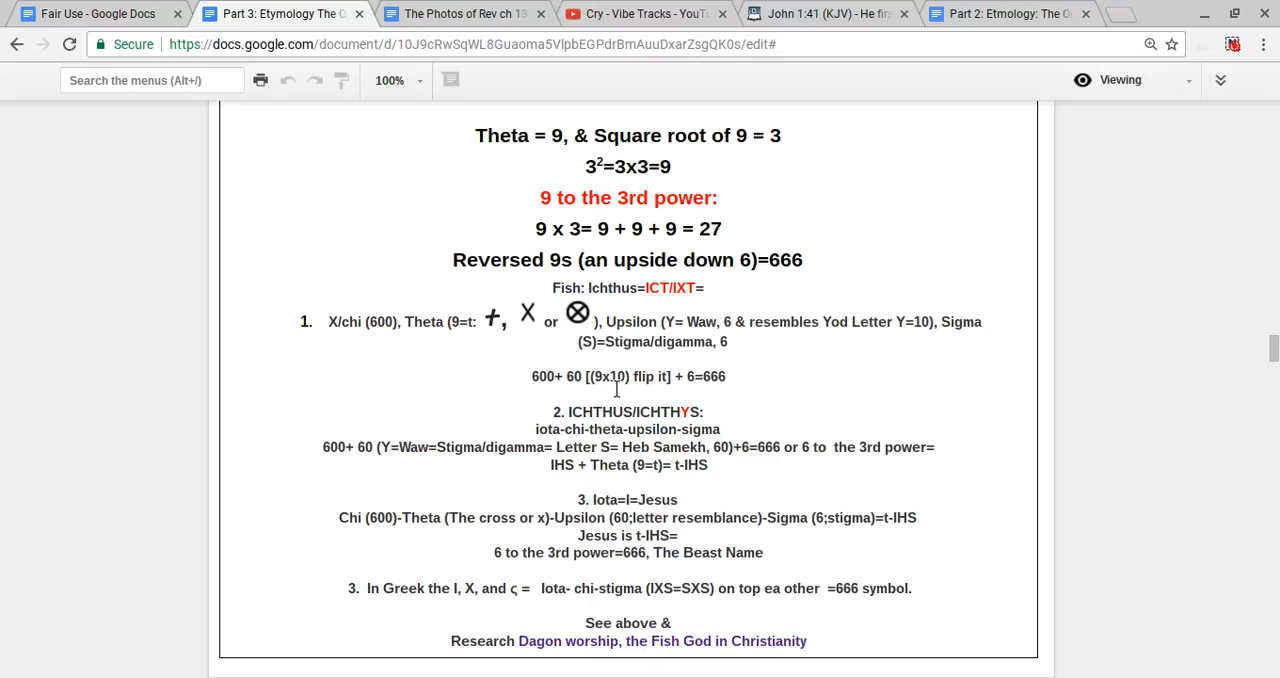 Fair Use - Google Docs
Part 3: Etymology The O
The Photos of Rev ch 13
Cry - Vibe Tracks - YouTu
John 1:41 (KJV) - He firs
Part 2: Etmology: The O
Secure
https://docs.google.com/document/d/10J9cRwSqWL8Guaoma5VlpbEGPdrBmAuuDxarZsgQK0s/edit#
Search the menus (Alt+/)
100%
Viewing
Theta = 9, & Square root of 9 = 3
3²=3x3=9
9 to the 3rd power:
9 x 3= 9 + 9 + 9 = 27
Reversed 9s (an upside down 6)=666
Fish: Ichthus=ICT/IXT=
1. X/chi (600), Theta (9=t: +, X or ⊗ ), Upsilon (Y= Waw, 6 & resembles Yod Letter Y=10), Sigma
(S)=Stigma/digamma, 6
600+ 60 [(9x10) flip it] + 6=666
2. ICHTHUS/ICHTHYS:
iota-chi-theta-upsilon-sigma
600+ 60 (Y=Waw=Stigma/digamma= Letter S= Heb Samekh, 60)+6=666 or 6 to the 3rd power=
IHS + Theta (9=t)= t-IHS
3. Iota=I=Jesus
Chi (600)-Theta (The cross or x)-Upsilon (60;letter resemblance)-Sigma (6;stigma)=t-IHS
Jesus is t-IHS=
6 to the 3rd power=666, The Beast Name
3. In Greek the I, X, and ς = Iota- chi-stigma (IXS=SXS) on top ea other =666 symbol.
See above &
Research Dagon worship, the Fish God in Christianity